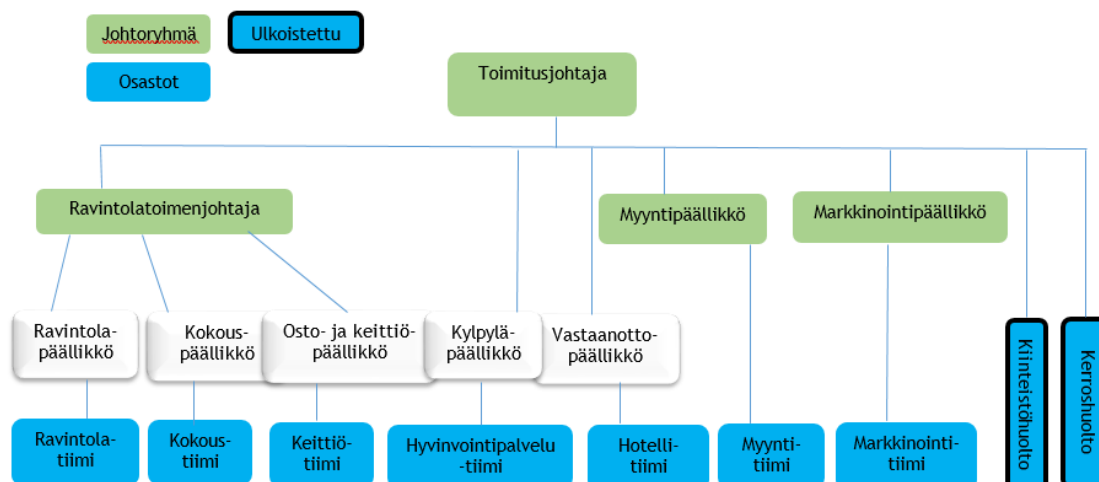 Johtoryhmä
Ulkoistettu
Osastot
Toimitusjohtaja
Ravintolatoimenjohtaja
Myyntipäällikkö
Markkinointipäällikkö
Ravintola-
päällikkö
Kokous-
päällikkö
Osto- ja keittiö-
päällikkö
Kylpylä-
päällikkö
Vastaanotto-
päällikkö
Kiinteistöhuolto
Kerroshuolto
Ravintola-
tiimi
Kokous-
tiimi
Keittiö-
tiimi
Hyvinvointipalvelu
-tiimi
Hotelli-
tiimi
Myynti-
tiimi
Markkinointi-
tiimi